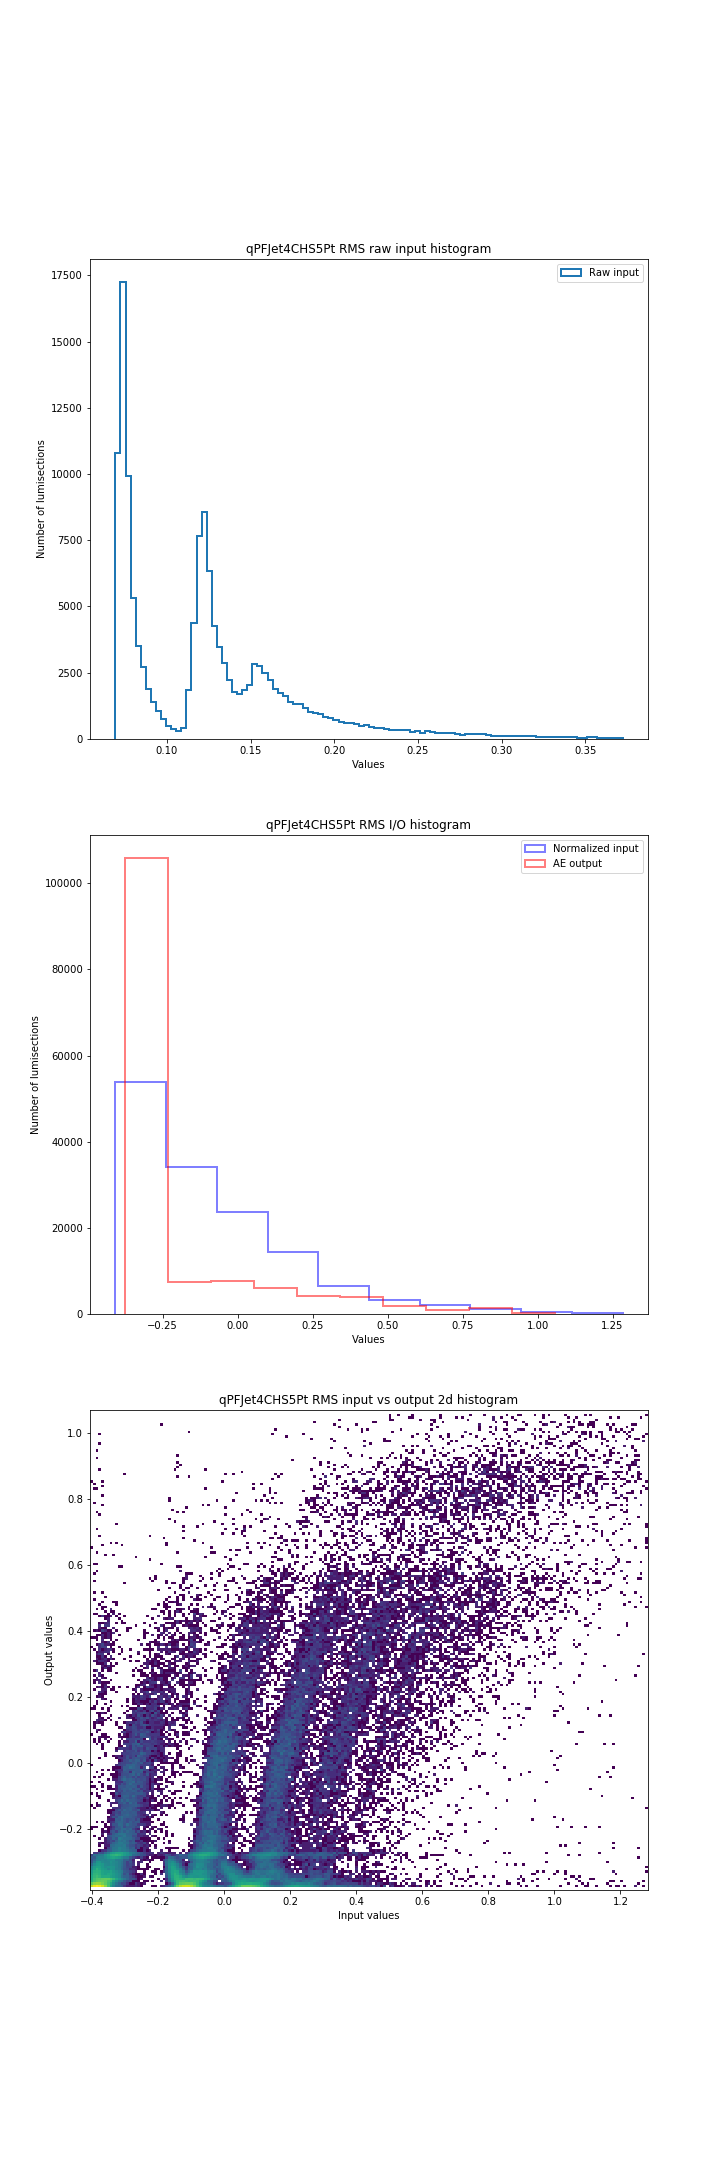 qPFJet4CHS5Pt RMS raw input histogram
Raw input
17500
15000
12500
10000
7500
5000
2500
0
Number of lumisections
0.10 0.15 0.20 0.25 0.30 0.35
Values
qPFJet4CHS5Pt RMS I/O histogram
Normalized input
AE output
100000
80000
60000
40000
20000
0
Number of lumisections
−0.25 0.00 0.25 0.50 0.75 1.00 1.25
Values
qPFJet4CHS5Pt RMS input vs output 2d histogram
1.0
0.8
0.6
0.4
0.2
0.0
−0.2
Output values
−0.4 −0.2 0.0 0.2 0.4 0.6 0.8 1.0 1.2
Input values